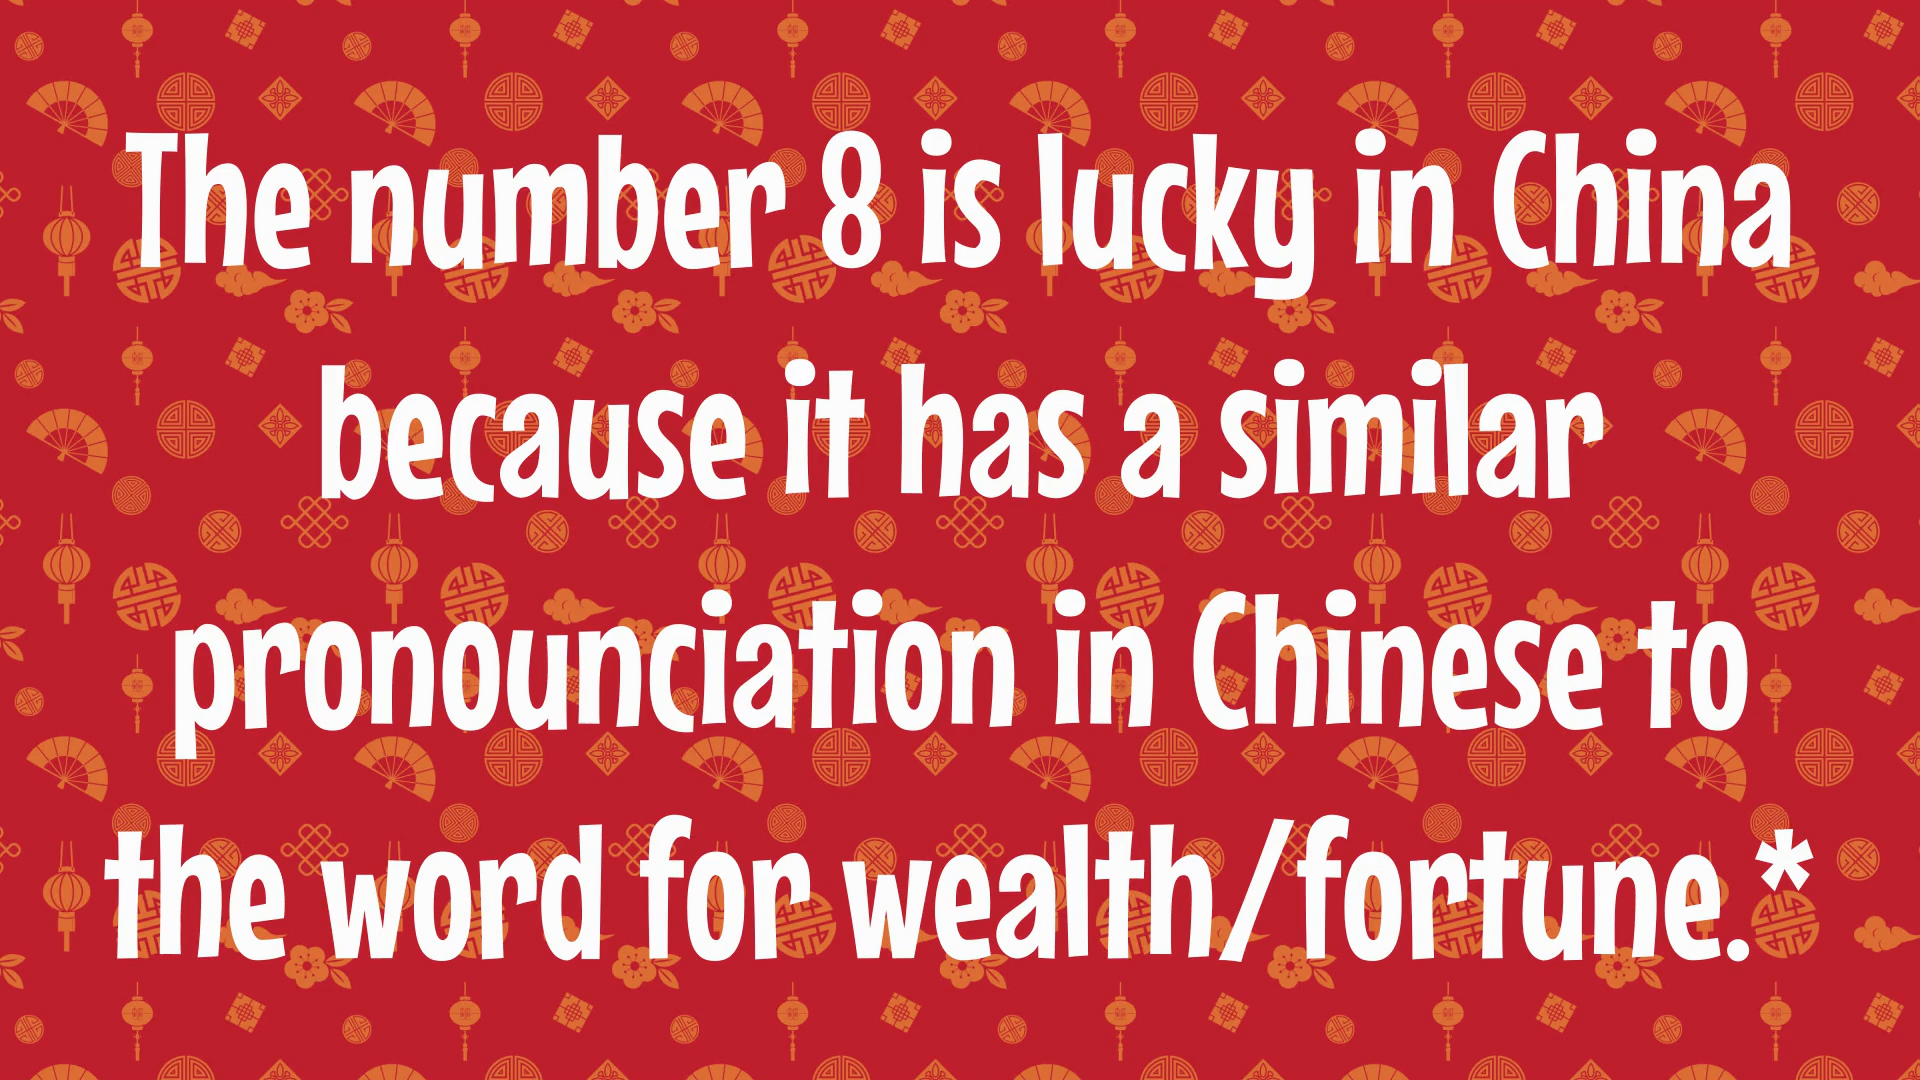 The number 8 is lucky in China
because it has a similar
pronounciation in Chinese to
the word for wealth/fortune.*